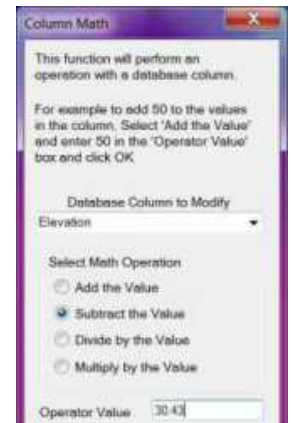 Column Math
This function will perform an
operation with a database column.
For example to add 50 to the values
in the column, Select 'Add the Value'
and enter 50 in the 'Operator Value'
box and click OK
Database Column to Modify
Elevation
Select Math Operation
Add the Value
Subtract the Value
Divide by the Value
Multiply by the Value
Operator Value 30.43